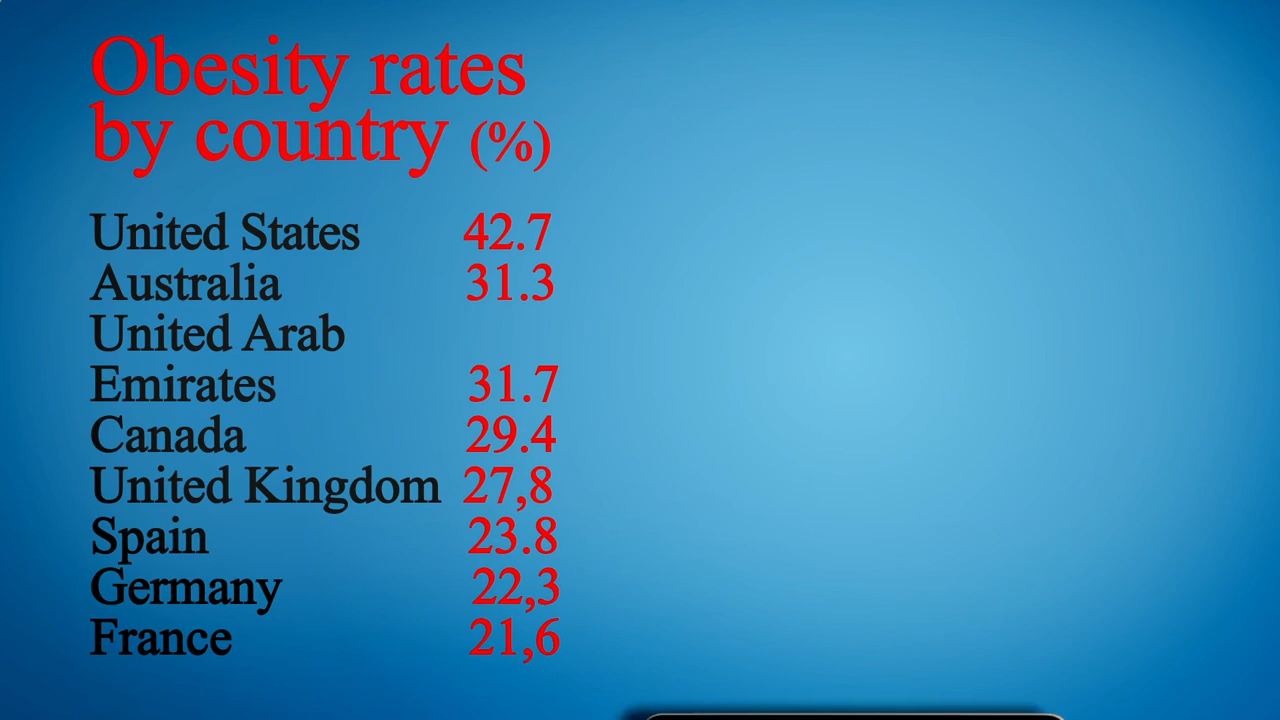 Obesity rates
by country (%)
United States 42.7
Australia 31.3
United Arab
Emirates 31.7
Canada 29.4
United Kingdom 27,8
Spain 23.8
Germany 22,3
France 21,6